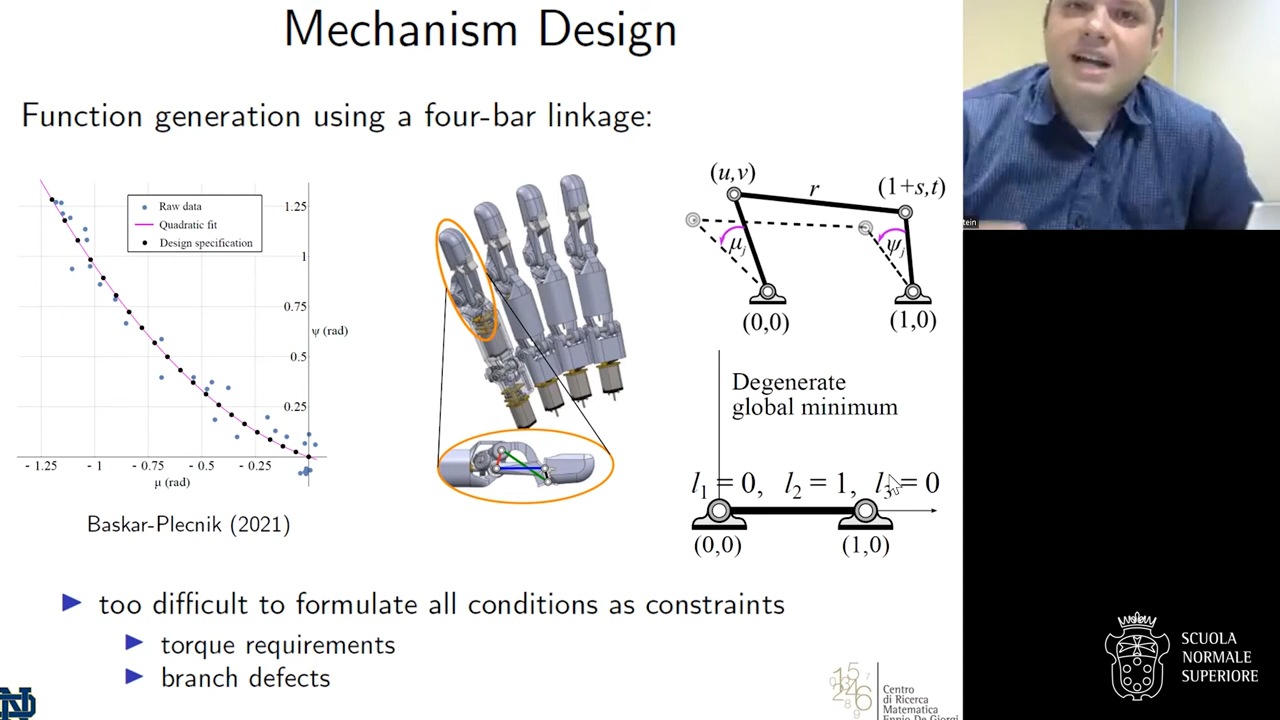 Mechanism Design
Function generation using a four-bar linkage:
Raw data
Quadratic fit
Design specification
1.25
1
0.75
0.5
0.25
ψ (rad)
- 1.25
- 1
- 0.75
- 0.5
- 0.25
μ (rad)
Baskar-Plecnik (2021)
(u,v)
r
(1+s,t)
μj
ψj
(0,0)
(1,0)
Degenerate
global minimum
l1 = 0, l2 = 1, l3 = 0
(0,0)
(1,0)
too difficult to formulate all conditions as constraints
torque requirements
branch defects
Centro
di Ricerca
Matematica
Ennio De Giorgi
SCUOLA
NORMALE
SUPERIORE